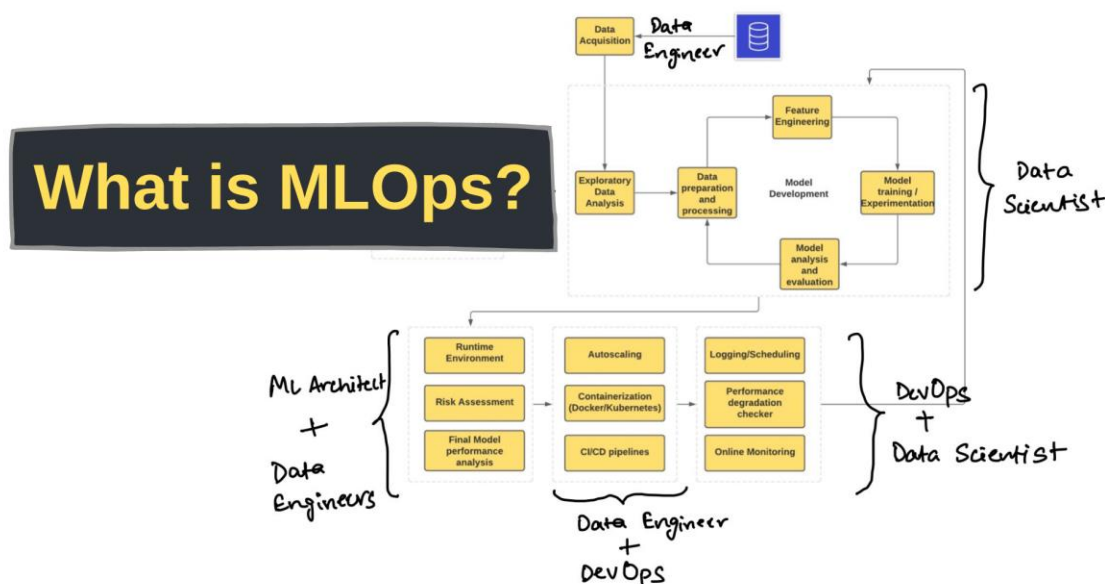 Data
Acquisition
Data
Engineer
What is MLOps?
Feature
Engineering
Exploratory
Data
Analysis
Data
preparation
and
processing
Model
Development
Model
training /
Experimentation
Model
analysis
and
evaluation
Data
Scientist
ML Architect
+
Data
Engineers
Runtime
Environment
Risk Assessment
Final Model
performance
analysis
Autoscaling
Containerization
(Docker/Kubernetes)
CI/CD pipelines
Logging/Scheduling
Performance
degradation
checker
Online Monitoring
DevOps
+
Data Scientist
Data Engineer
+
DevOps